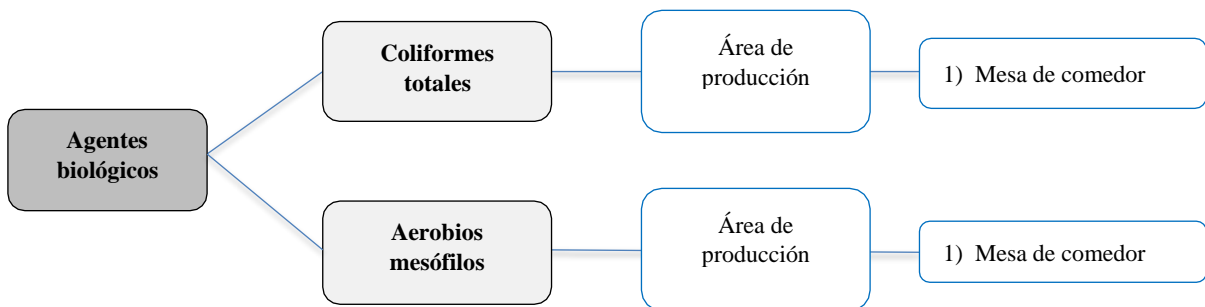 Agentes
biológicos
Coliformes
totales
Área de
producción
1) Mesa de comedor
Aerobios
mesófilos
Área de
producción
1) Mesa de comedor